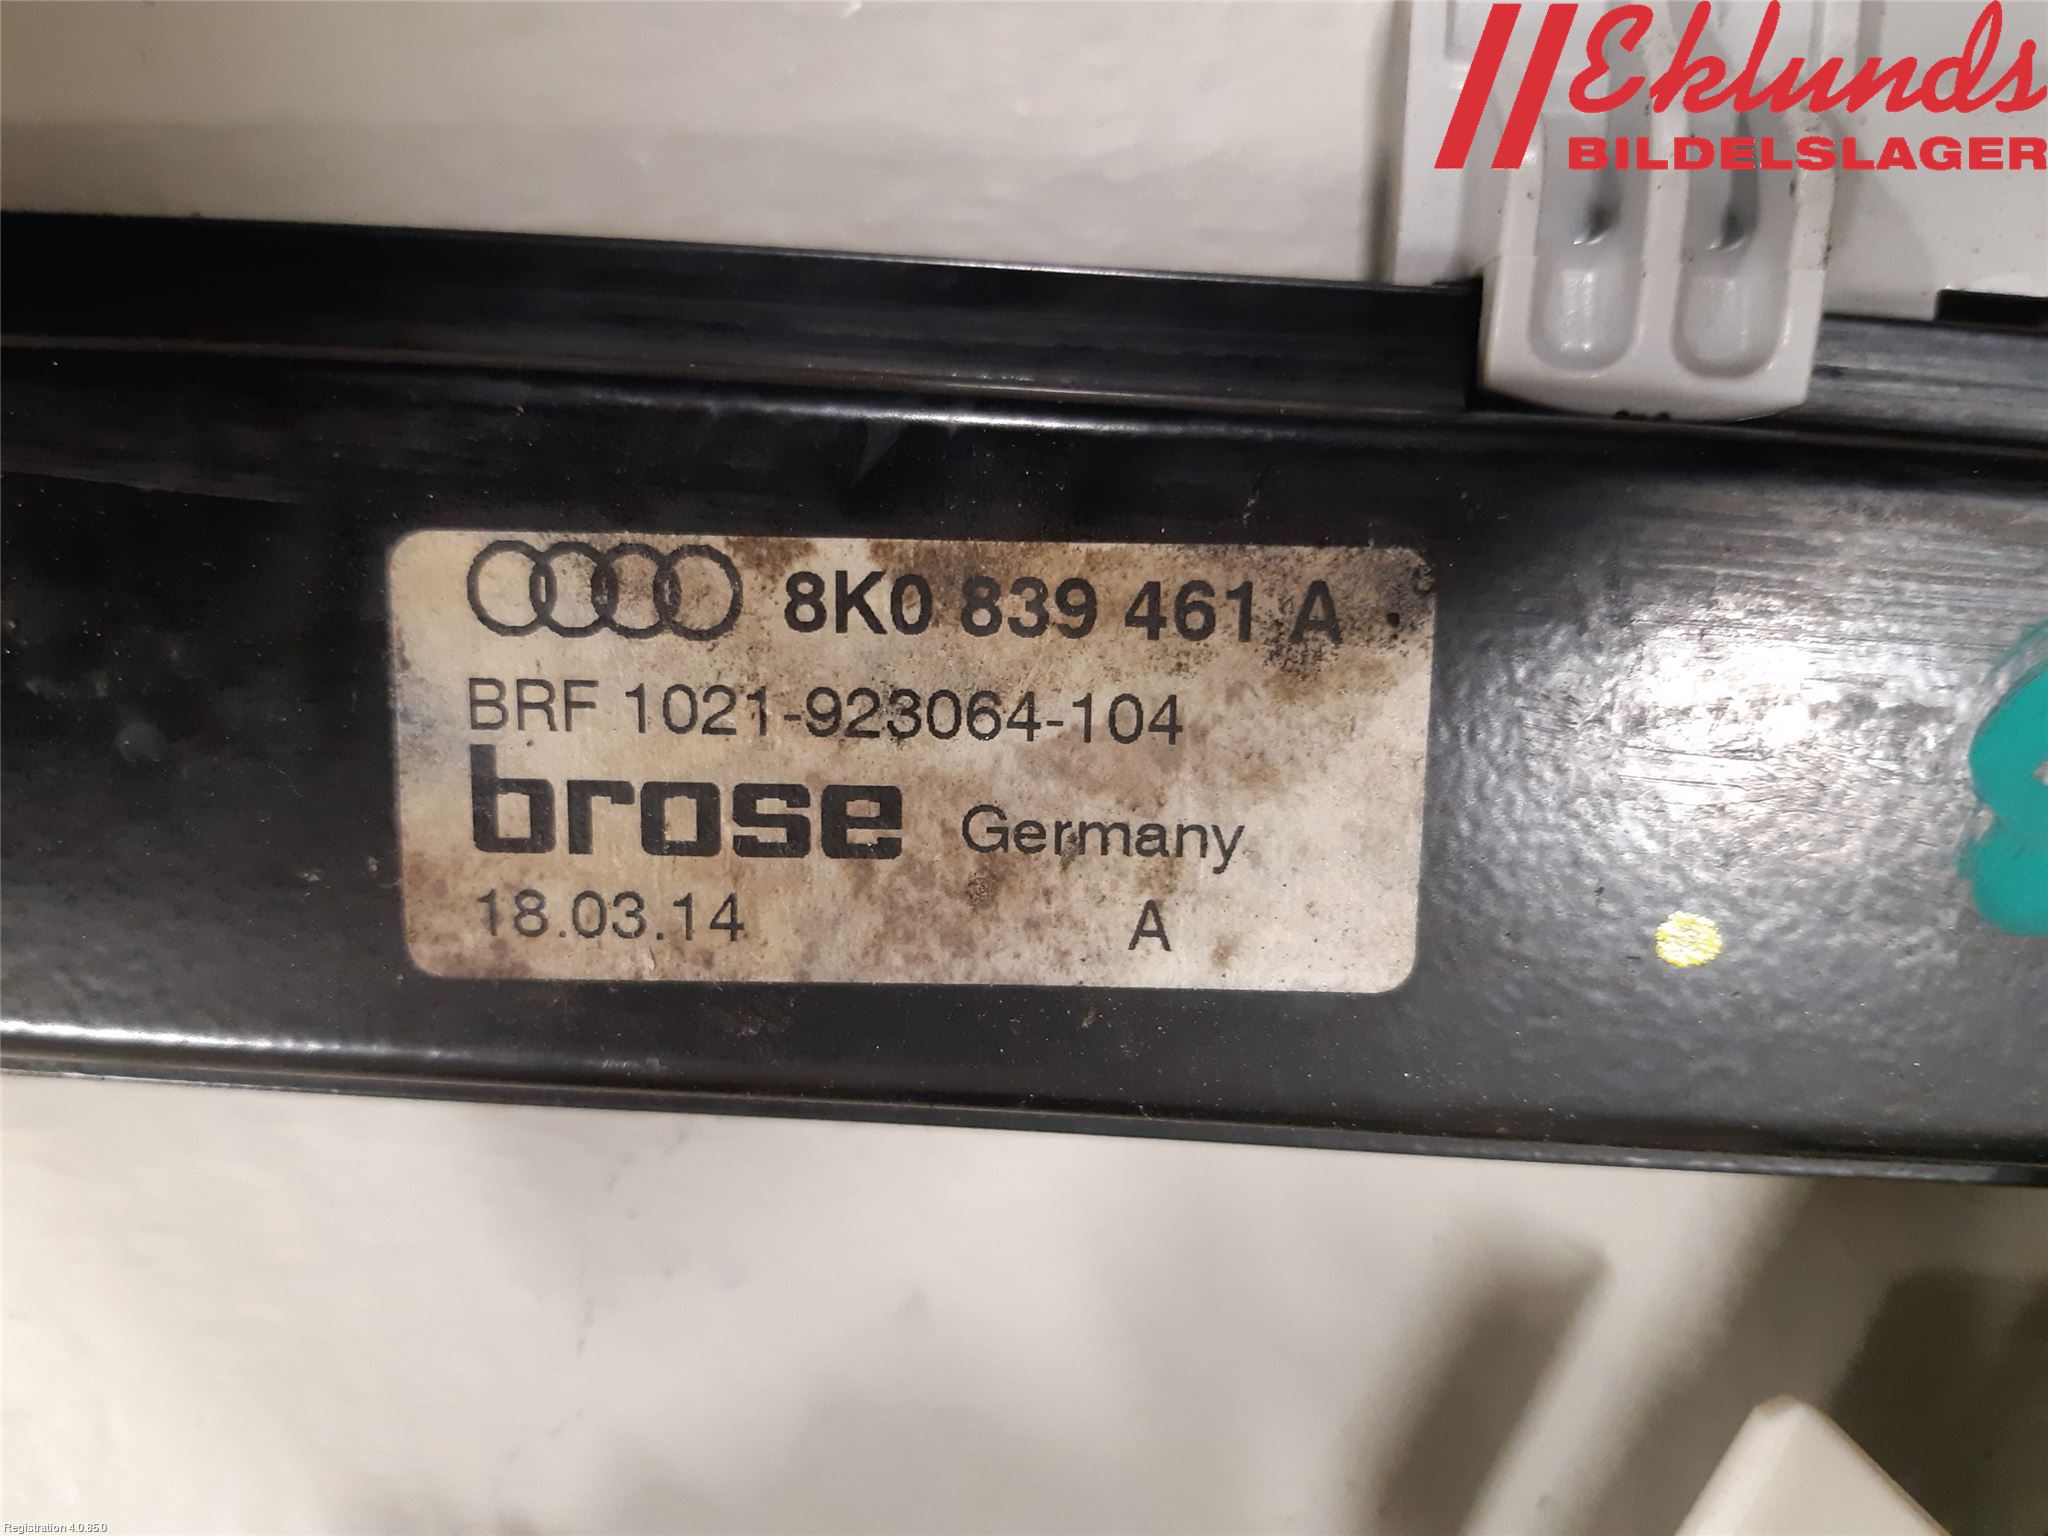 Eklunds
BILDELSLAGER
8K0 839 461 A
BRF 1021-923064-104
brose Germany
18.03.14 A
Registration 4.0.85.0